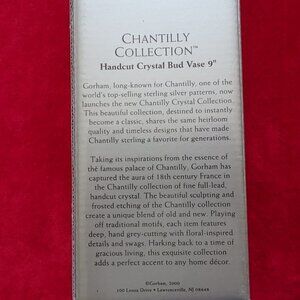 CHANTILLY
COLLECTION™
Handcut Crystal Bud Vase 9"
Gorham, long-known for Chantilly, one of the
world's top-selling sterling silver patterns, now
launches the new Chantilly Crystal Collection.
This beautiful collection, destined to instantly
become a classic, shares the same heirloom
quality and timeless designs that have made
Chantilly sterling a favorite for generations.
Taking its inspirations from the essence of
the famous palace of Chantilly, Gorham has
captured the aura of 18th century France in
the Chantilly collection of fine full-lead,
handcut crystal. The beautiful sculpting and
frosted etching of the Chantilly collection
create a unique blend of old and new. Playing
off traditional motifs, each item features
deep, hand grey-cutting with floral-inspired
details and swags. Harking back to a time of
gracious living, this exquisite collection
adds a perfect accent to any home décor.
©Gorham, 2000
100 Lenox Drive • Lawrenceville, NJ 08648